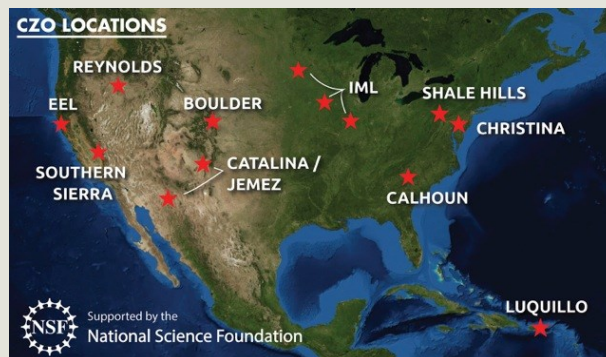 CZO LOCATIONS
REYNOLDS
EEL
BOULDER
IML
SHALE HILLS
CHRISTINA
SOUTHERN
SIERRA
CATALINA /
JEMEZ
CALHOUN
LUQUILLO
NSF
Supported by the
National Science Foundation